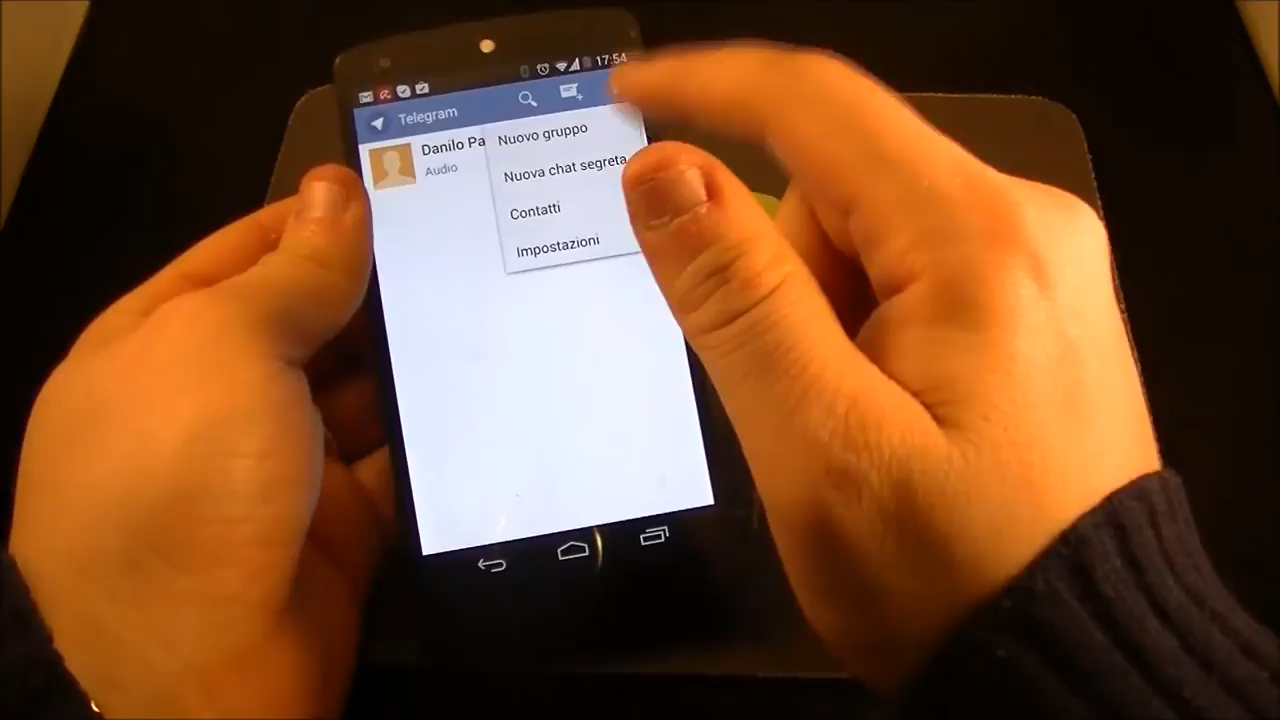 17:54
Telegram
Danilo Pa
Audio
Nuovo gruppo
Nuova chat segreta
Contatti
Impostazioni